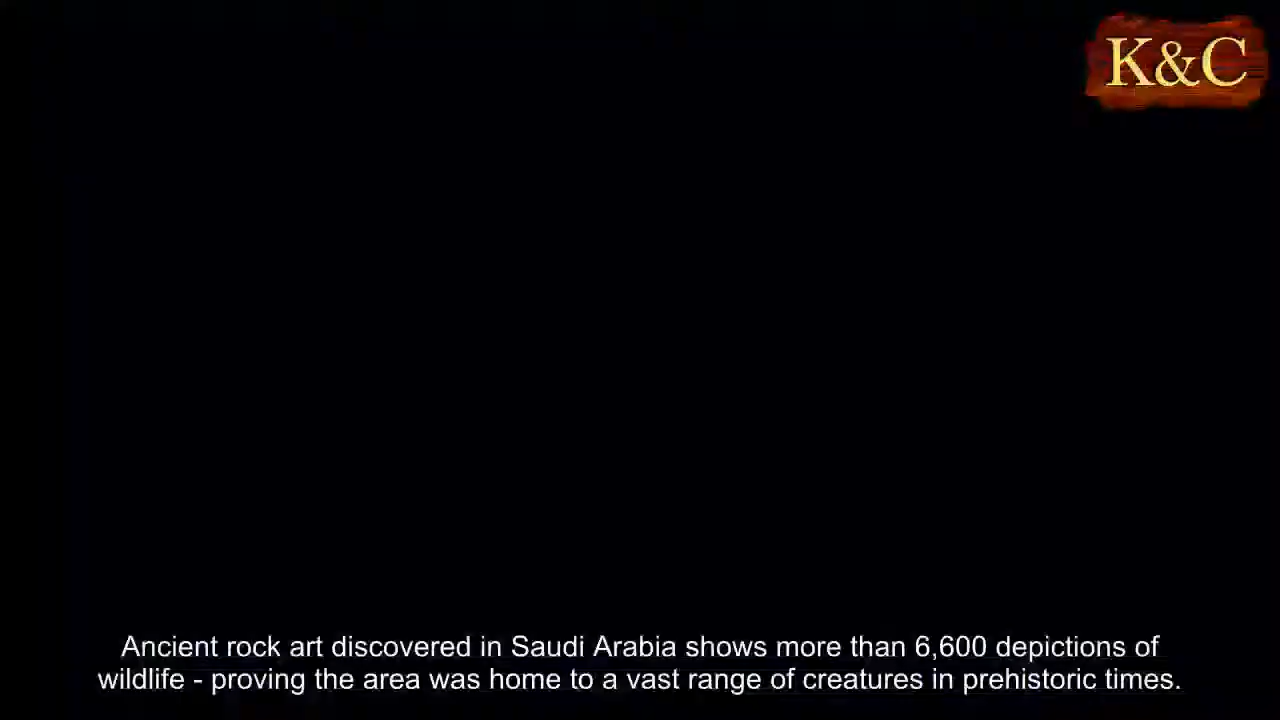 K&C
Ancient rock art discovered in Saudi Arabia shows more than 6,600 depictions of
wildlife - proving the area was home to a vast range of creatures in prehistoric times.